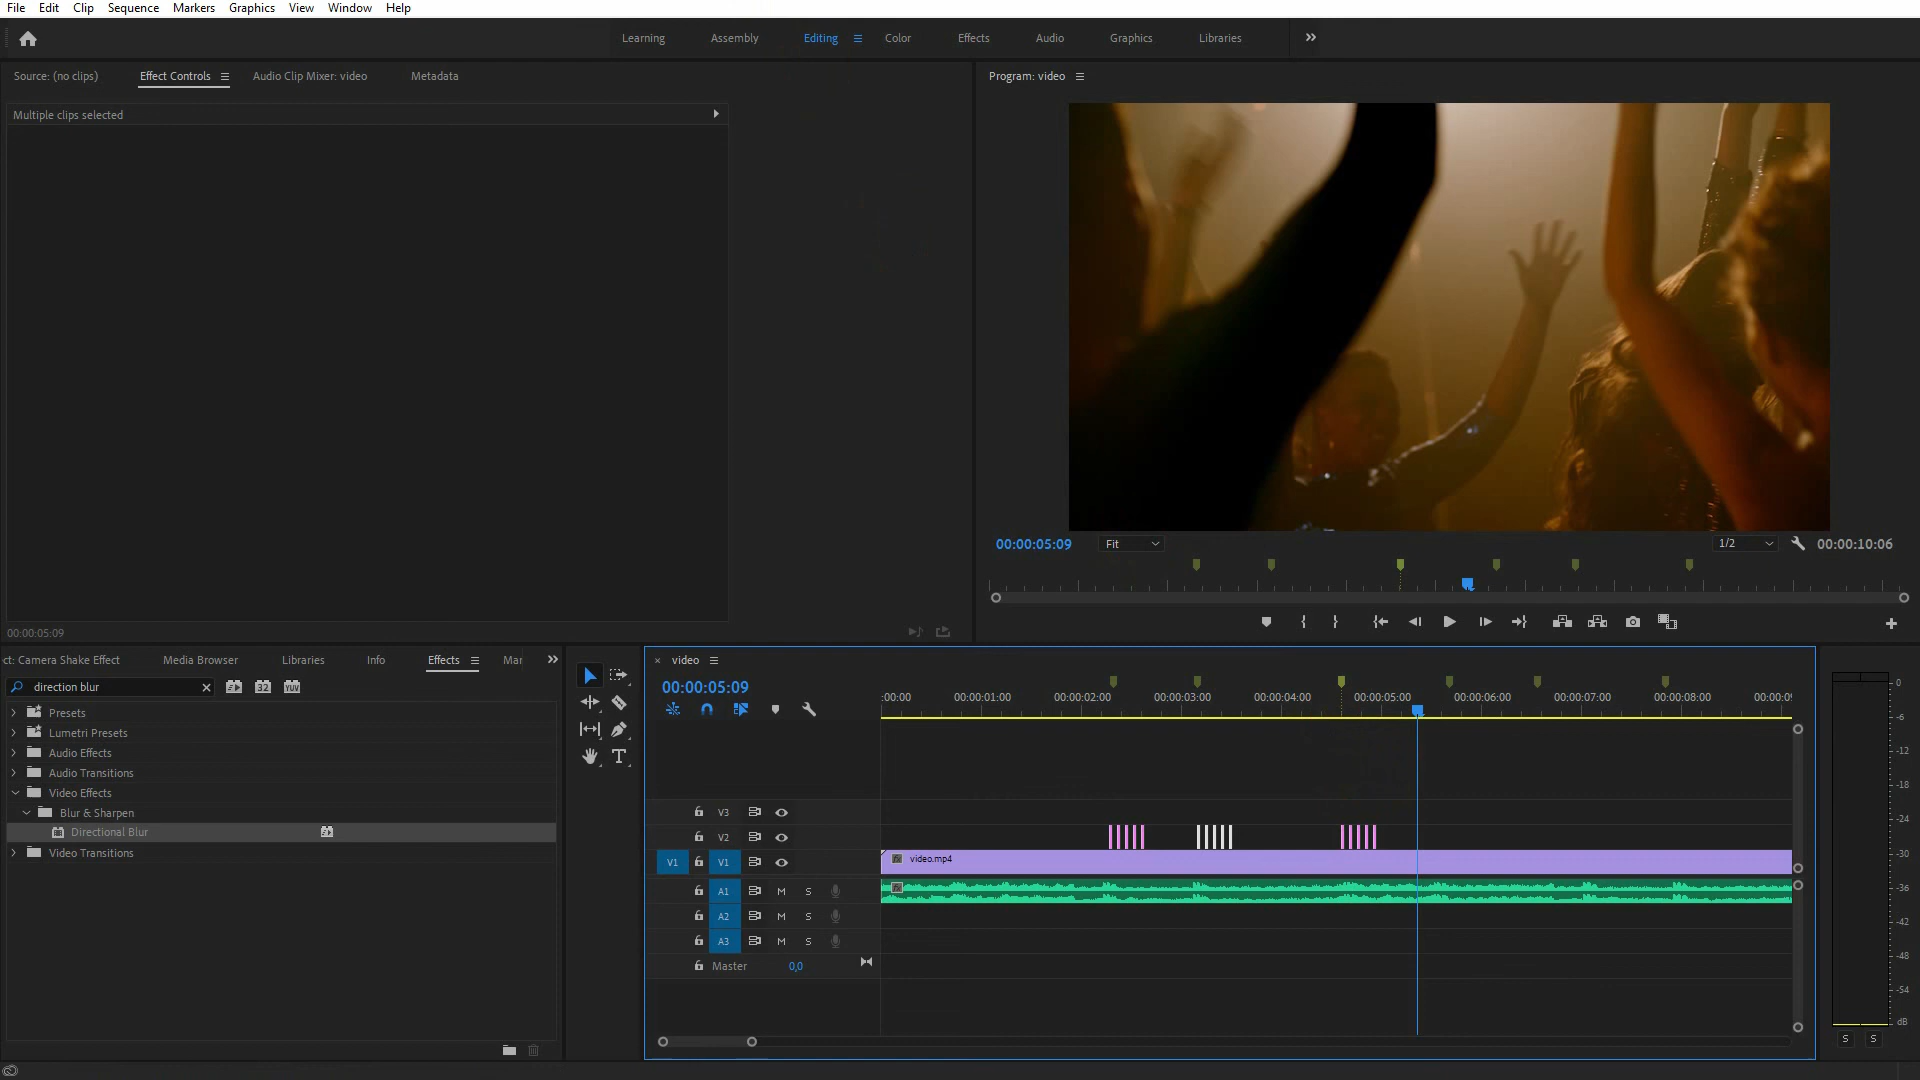 File Edit Clip Sequence Markers Graphics View Window Help
Learning Assembly Editing Color Effects Audio Graphics Libraries
Source: (no clips) Effect Controls Audio Clip Mixer: video Metadata
Program: video
Multiple clips selected
00:00:05:09 Fit 1/2 00:00:10:06
00:00:05:09
ct: Camera Shake Effect Media Browser Libraries Info Effects Mar
direction blur 32 YUV
Presets
Lumetri Presets
Audio Effects
Audio Transitions
Video Effects
Blur & Sharpen
Directional Blur
Video Transitions
× video
00:00:05:09
:00:00 00:00:01:00 00:00:02:00 00:00:03:00 00:00:04:00 00:00:05:00 00:00:06:00 00:00:07:00 00:00:08:00 00:00:0
V3
V2
V1 V1 video.mp4
A1 M S
A2 M S
A3 M S
Master 0,0
0
-6
-12
-18
-24
-30
-36
-42
-48
-54
dB
S S